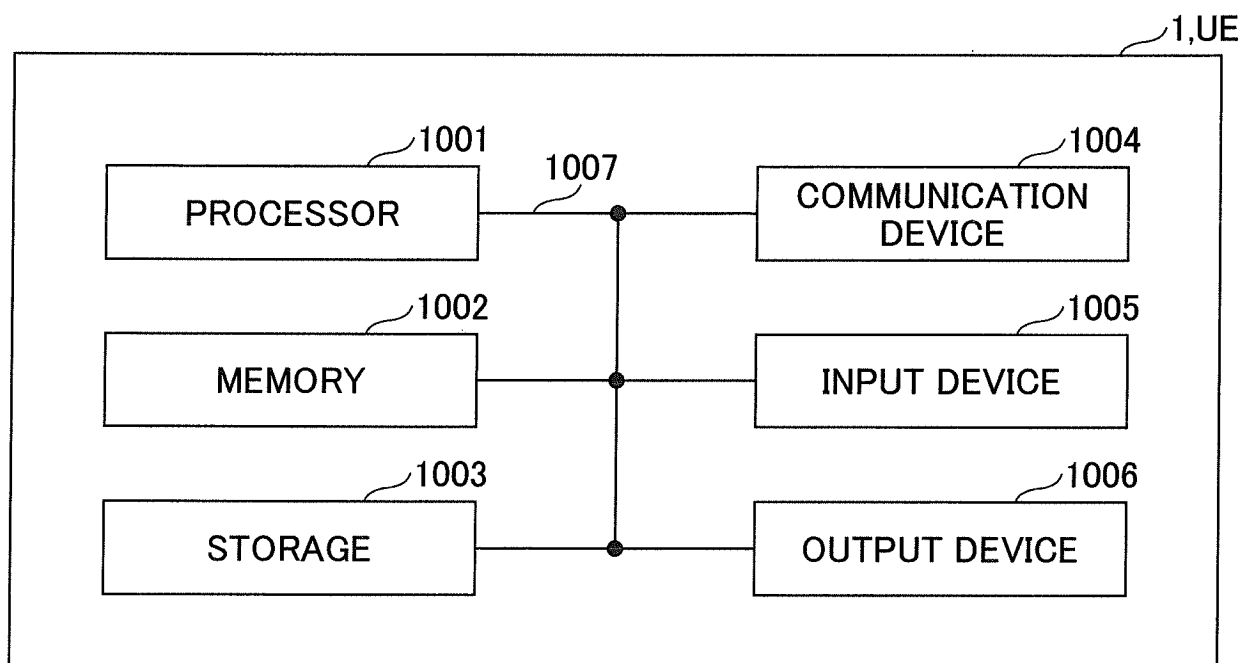 1,UE
1001
PROCESSOR
1007
1004
COMMUNICATION
DEVICE
1002
MEMORY
1005
INPUT DEVICE
1003
STORAGE
1006
OUTPUT DEVICE